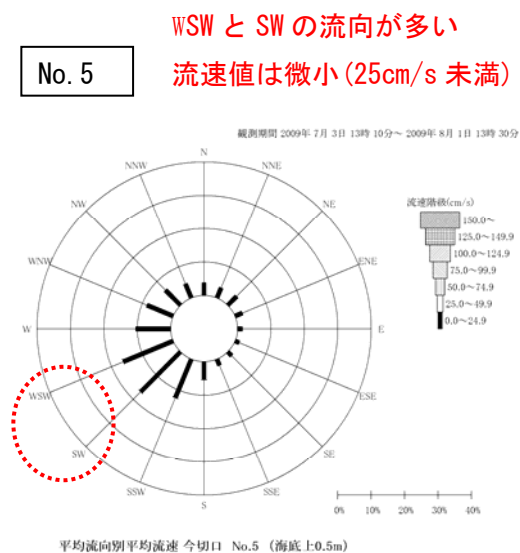 WSW と SW の流向が多い
No.5
流速値は微小(25cm/s 未満)
観測期間 2009年 7月 3日 13時 10分～ 2009年 8月 1日 13時 30分
N
NNW
NNE
NW
NE
流速階級(cm/s)
150.0～
125.0～149.9
100.0～124.9
75.0～99.9
50.0～74.9
25.0～49.9
0.0～24.9
WNW
ENE
W
E
WSW
ESE
SW
SE
SSW
SSE
S
0%
10%
20%
30%
40%
平均流向別平均流速 今切口 No.5 (海底上0.5m)